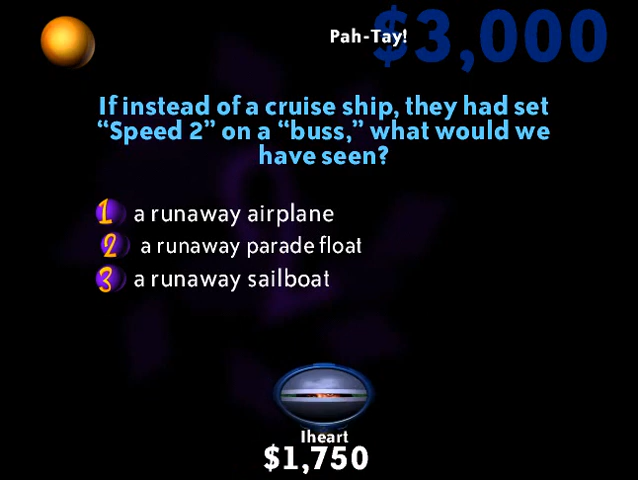 Pah-Tay!
$3,000
If instead of a cruise ship, they had set
“Speed 2” on a “buss,” what would we
have seen?
1 a runaway airplane
2 a runaway parade float
3 a runaway sailboat
Iheart
$1,750